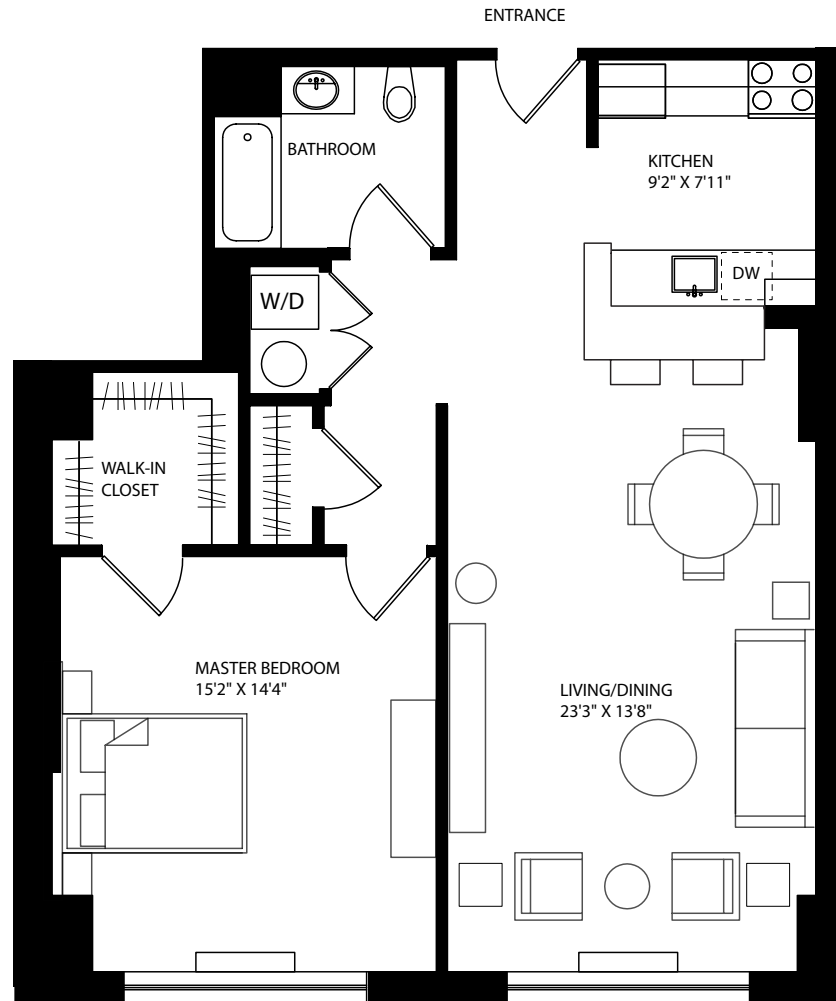 ENTRANCE
BATHROOM
KITCHEN
9'2" X 7'11"
DW
W/D
WALK-IN
CLOSET
MASTER BEDROOM
15'2" X 14'4"
LIVING/DINING
23'3" X 13'8"